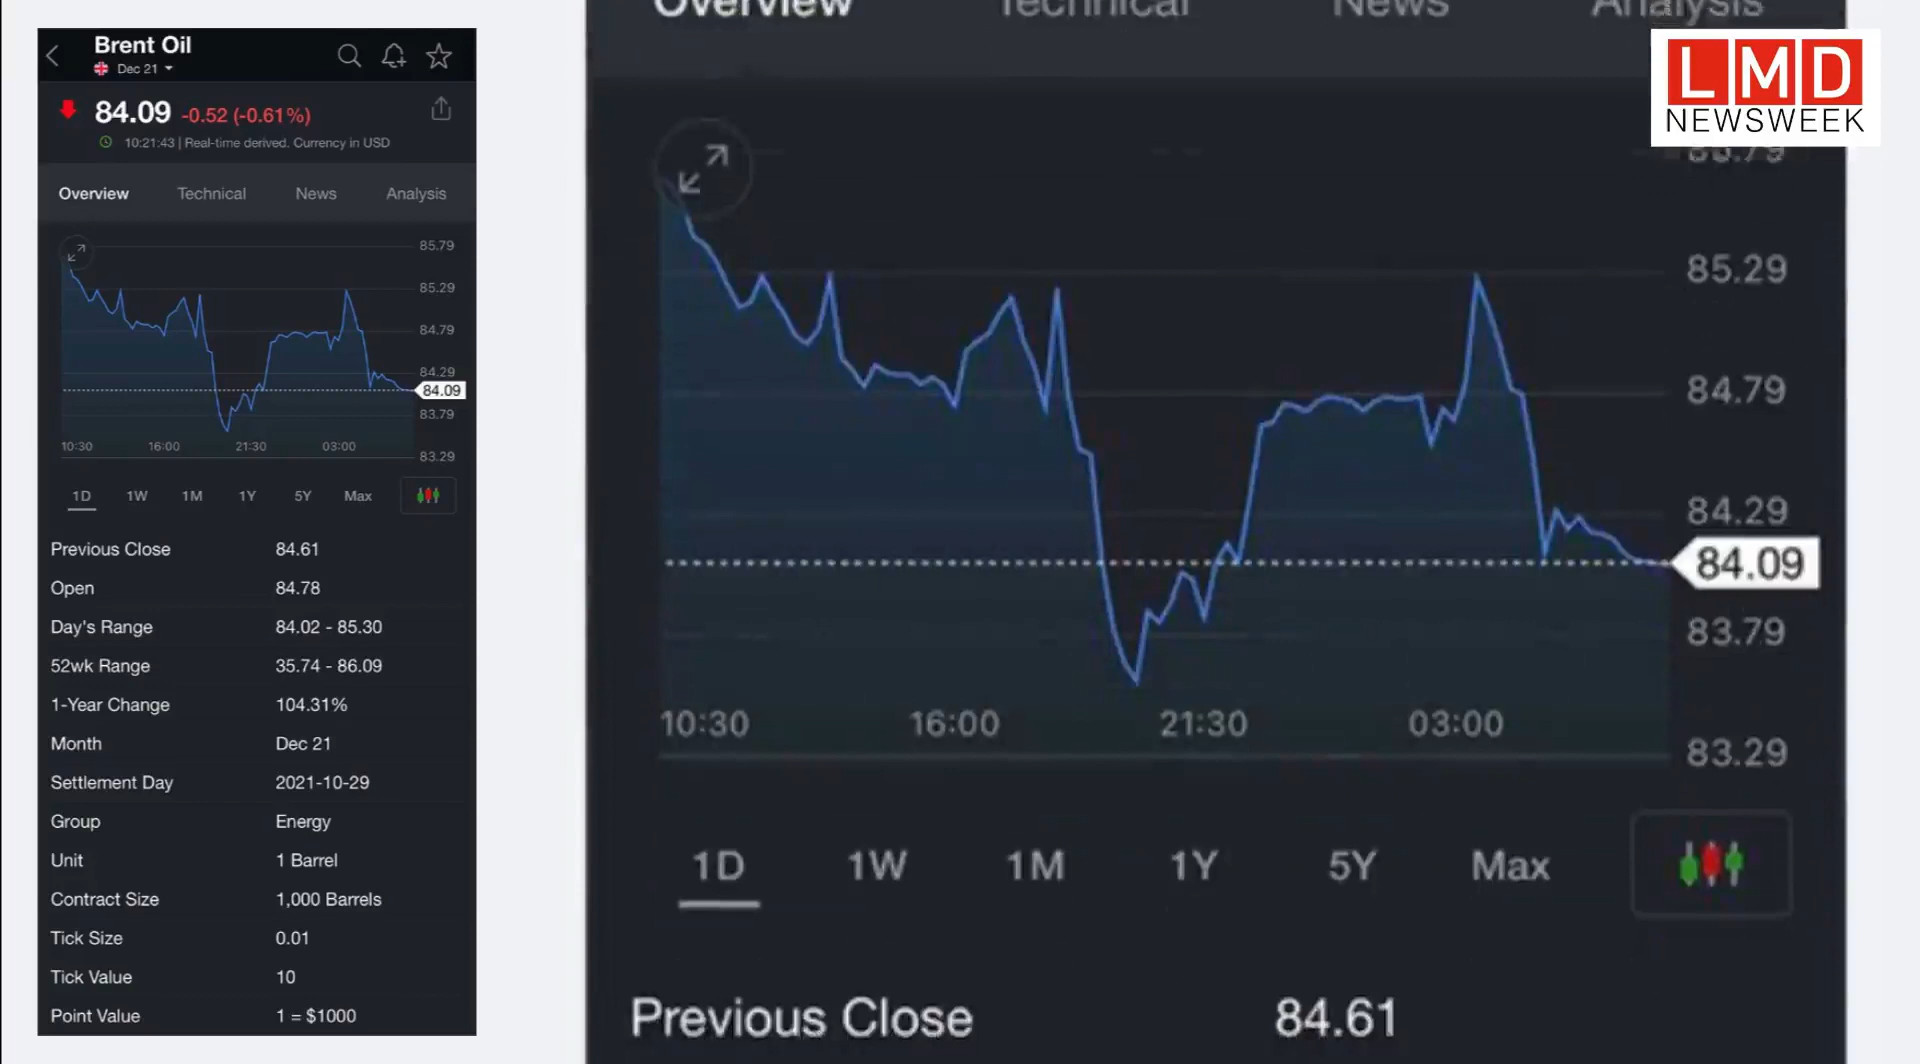 Brent Oil
Dec 21
84.09 -0.52 (-0.61%)
10:21:43 | Real-time derived. Currency in USD
Overview Technical News Analysis
85.79
85.29
84.79
84.29
84.09
83.79
10:30 16:00 21:30 03:00
83.29
1D 1W 1M 1Y 5Y Max
Previous Close 84.61
Open 84.78
Day's Range 84.02 - 85.30
52wk Range 35.74 - 86.09
1-Year Change 104.31%
Month Dec 21
Settlement Day 2021-10-29
Group Energy
Unit 1 Barrel
Contract Size 1,000 Barrels
Tick Size 0.01
Tick Value 10
Point Value 1 = $1000
Overview Technical News Analysis
LMD
NEWSWEEK
85.79
85.29
84.79
84.29
84.09
83.79
10:30 16:00 21:30 03:00
83.29
1D 1W 1M 1Y 5Y Max
Previous Close 84.61